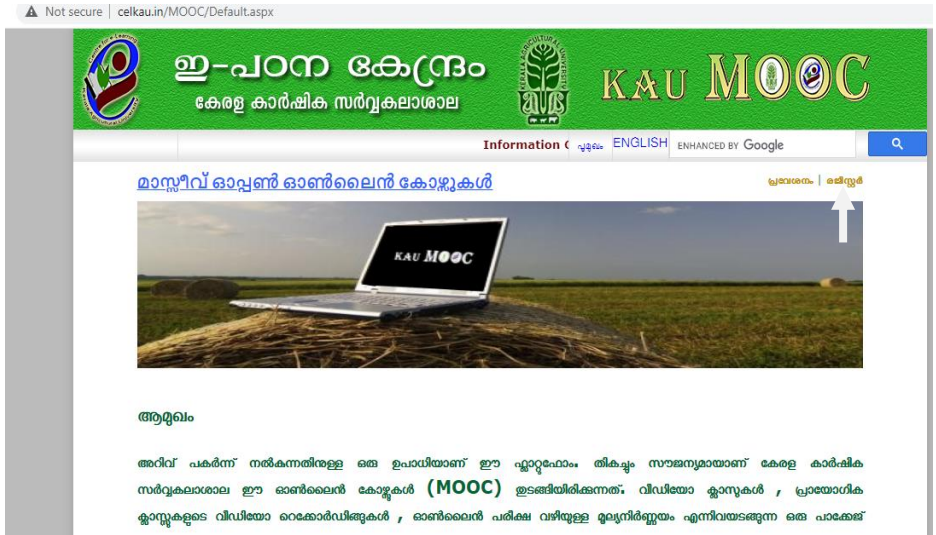 Not secure | celkau.in/MOOC/Default.aspx
ഇ-പഠന കേന്ദ്രം
കേരള കാർഷിക സർവ്വകലാശാല
KAU MOOC
Information പൂമുഖം ENGLISH ENHANCED BY Google
മാസ്സീവ് ഓപ്പൺ ഓൺലൈൻ കോഴ്സുകൾ
പ്രവേശനം | രജിസ്റ്റർ
KAU MOOC
ആമുഖം
അറിവ് പകർന്ന് നൽകുന്നതിനുള്ള ഒരു ഉപാധിയാണ് ഈ പ്ലാറ്റ്ഫോം. തികച്ചും സൗജന്യമായാണ് കേരള കാർഷിക
സർവ്വകലാശാല ഈ ഓൺലൈൻ കോഴ്സുകൾ (MOOC) തുടങ്ങിയിരിക്കുന്നത്. വീഡിയോ ക്ലാസുകൾ , പ്രായോഗിക
ക്ലാസ്സുകളുടെ വീഡിയോ റെക്കോർഡിങ്ങുകൾ , ഓൺലൈൻ പരീക്ഷ വഴിയുള്ള മൂല്യനിർണ്ണയം എന്നിവയടങ്ങുന്ന ഒരു പാക്കേജ്